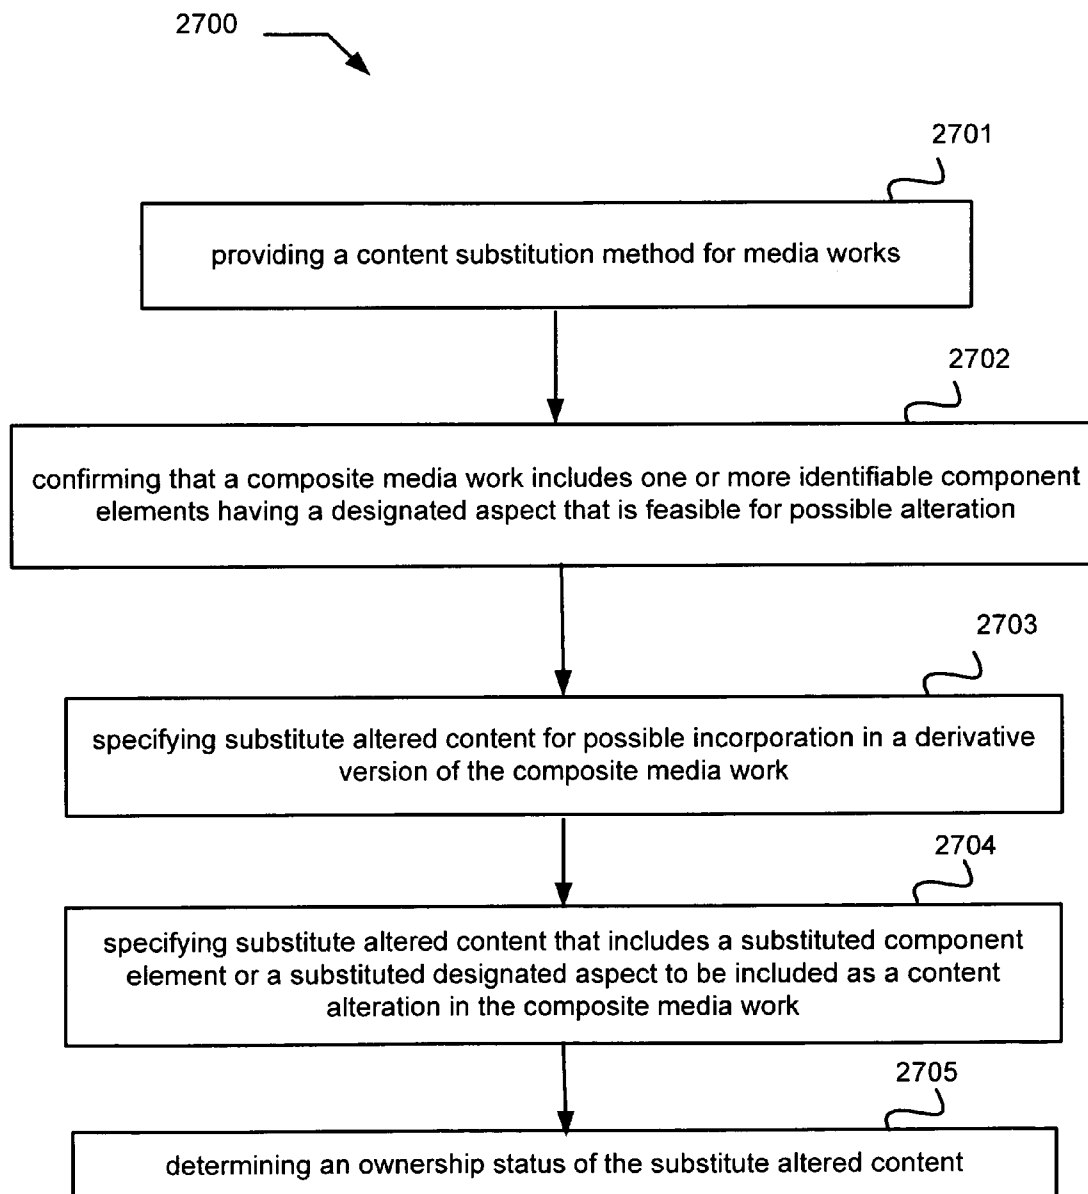 2700
2701
providing a content substitution method for media works
2702
confirming that a composite media work includes one or more identifiable component
elements having a designated aspect that is feasible for possible alteration
2703
specifying substitute altered content for possible incorporation in a derivative
version of the composite media work
2704
specifying substitute altered content that includes a substituted component
element or a substituted designated aspect to be included as a content
alteration in the composite media work
2705
determining an ownership status of the substitute altered content